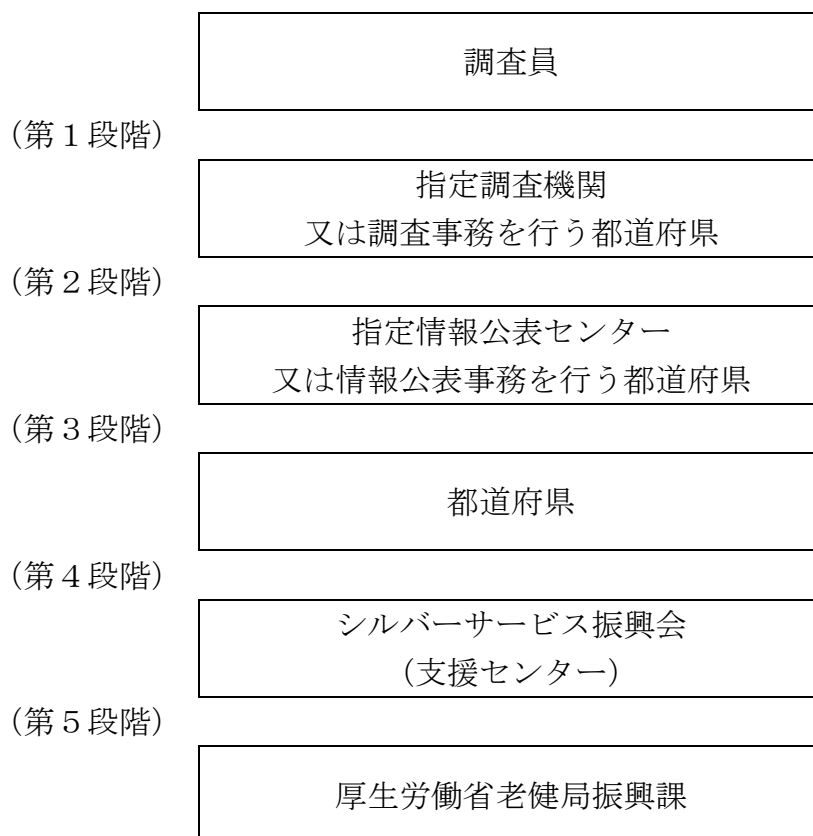 調査員
(第１段階)
指定調査機関
又は調査事務を行う都道府県
(第２段階)
指定情報公表センター
又は情報公表事務を行う都道府県
(第３段階)
都道府県
(第４段階)
シルバーサービス振興会
(支援センター)
(第５段階)
厚生労働省老健局振興課